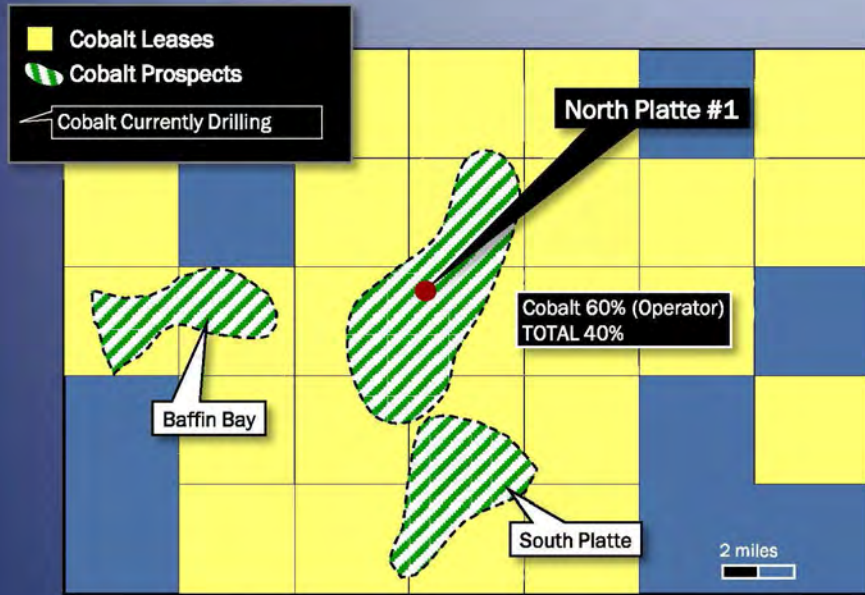 Cobalt Leases
Cobalt Prospects
Cobalt Currently Drilling
North Platte #1
Cobalt 60% (Operator)
TOTAL 40%
Baffin Bay
South Platte
2 miles